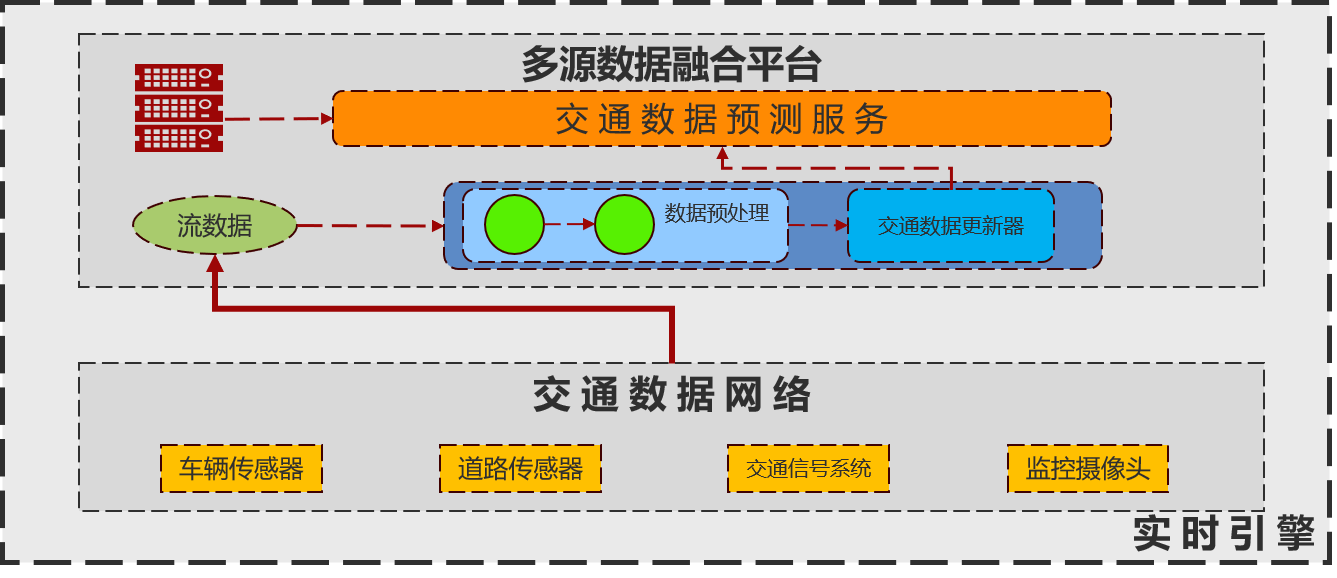 多源数据融合平台
交通数据预测服务
流数据
数据预处理
交通数据更新器
交通数据网络
车辆传感器
道路传感器
交通信号系统
监控摄像头
实时引擎